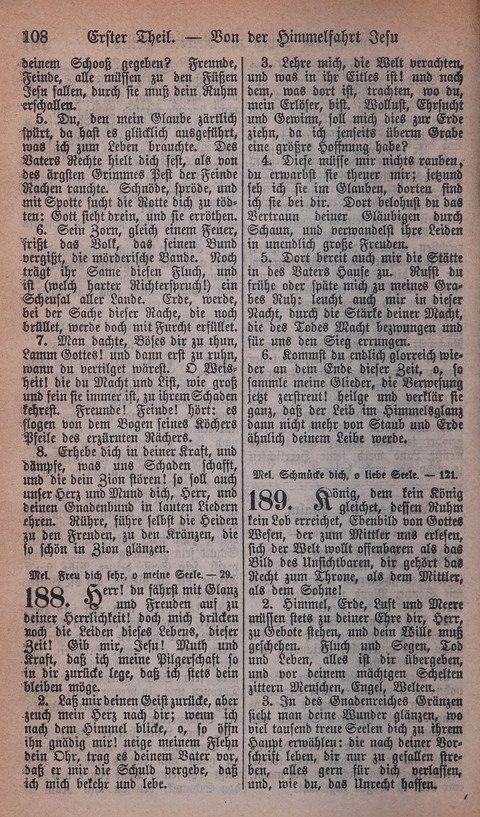 108 Erster Theil. — Von der Himmelfahrt Jesu
deinem Schooß gegeben? Freunde,
Feinde, alle müssen zu den Füßen
Jesu fallen, durch sie muß dein Ruhm
erschallen.
5. Du, den mein Glaube zärtlich
spürt, da hast es glücklich ausgeführt,
was ich zum Leben brauchte. Des
Vaters Rechte hielt dich fest, als von
des ärgsten Grimmes Pest der Feinde
Rachen rauchte. Schnöde, spröde, und
mit Spotte sucht die Rotte dich zu töd-
ten: Gott sieht drein, und sie erröthen.
6. Sein Zorn, gleich einem Feuer,
frißt das Volk, das seinen Bund
vergißt, die mörderische Bande. Noch
trägt ihr Same diesen Fluch, und
ist (welch harter Richterspruch!) ein
Scheusal aller Lande. Erde, werde,
bei der Sache dieser Rache, die noch
brüllet, werde doch mit Furcht erfüllet.
7. Man dachte, Böses dir zu thun,
Lamm Gottes! und dann erst zu ruhn,
wann du vertilget wärest. O Weis-
heit! die du Macht und List, wie groß
und fein sie immer ist, zu ihrem Schaden
kehrest. Freunde! Feinde! hört: es
flogen von dem Bogen seines Köchers
Pfeile des erzürnten Rächers.
8. Erhebe dich in deiner Kraft, und
dämpfe, was uns Schaden schafft,
und die dein Zion stören! so soll auch
unser Herz und Mund dich, Herr, und
deinen Gnadenbund in lauten Liedern
ehren. Rühre, führe selbst die Heiden
zu den Freuden, zu den Kränzen, die
so schön in Zion glänzen.
Mel. Freu dich sehr, o meine Seele. — 29.
188. Herr! du fährst mit Glanz
und Freuden auf zu
deiner Herrlichkeit! doch mich drücken
noch die Leiden dieses Lebens, dieser
Zeit! Gib mir, Jesu! Muth und
Kraft, daß ich meine Pilgerschaft so
in dir zurücke lege, daß ich stets dein
bleiben möge.
2. Laß mir deinen Geist zurücke, aber
zeuch mein Herz nach dir; wenn ich
nach dem Himmel blicke, o, so öffn
ihn gnädig mir! neige meinem Flehn
dein Ohr, trag es deinem Vater vor,
daß er mir die Schuld vergebe, daß
ich mich bekehr und lebe.
3. Lehre mich, die Welt verachten,
und was in ihr Eitles ist! und nach
dem, was dort ist, trachten, wo du,
mein Erlöser, bist. Wollust, Ehrsucht
und Gewinn, soll mich dies zur Erde
ziehn, da ich jenseits überm Grabe
eine größre Hoffnung habe?
4. Diese müsse mir nichts rauben,
du erwarbst sie theuer mir; jetzund
seh ich sie im Glauben, dorten find
ich sie bei dir. Dort belohnst du das
Vertraun deiner Gläubigen durch
Schaun, und verwandelst ihre Leiden
in unendlich große Freuden.
5. Dort bereit auch mir die Stätte
in des Vaters Hause zu. Rufst du
frühe oder späte mich zu meines Gra-
bes Ruh: leucht auch mir in dieser
Nacht, durch die Stärke deiner Macht,
die des Todes Macht bezwungen und
für uns den Sieg errungen.
6. Kommst du endlich glorreich wie-
der an dem Ende dieser Zeit, o, so
sammle meine Glieder, die Verwesung
jetzt zerstreut! heilge und verklär sie
ganz, daß der Leib im Himmelsglanz
dann nicht mehr von Staub und Erde
ähnlich deinem Leibe werde.
Mel. Schmücke dich, o liebe Seele. — 121.
189. König, dem kein König
gleichet, dessen Ruhm
kein Lob erreichet, Ebenbild von Gottes
Wesen, der zum Mittler uns erlesen,
sich der Welt wollt offenbaren als das
Bild des Unsichtbaren, dir gehört das
Recht zum Throne, als dem Mittler,
als dem Sohne!
2. Himmel, Erde, Luft und Meere
müssen stets zu deiner Ehre dir, Herr,
zu Gebote stehen, und dein Wille muß
geschehen. Fluch und Segen, Tod
und Leben, alles ist dir übergeben,
und vor deinem mächtgen Schelten
zittern Menschen, Engel, Welten.
3. In des Gnadenreiches Gränzen
sieht man deine Wunder glänzen, wo
viel tausend treue Seelen dich zu ihrem
Haupt erwählen: die nach deiner Vor-
schrift leben, dir nur zu gefallen stre-
ben, alles gern für dich verlassen,
und, wie du, das Unrecht hassen.